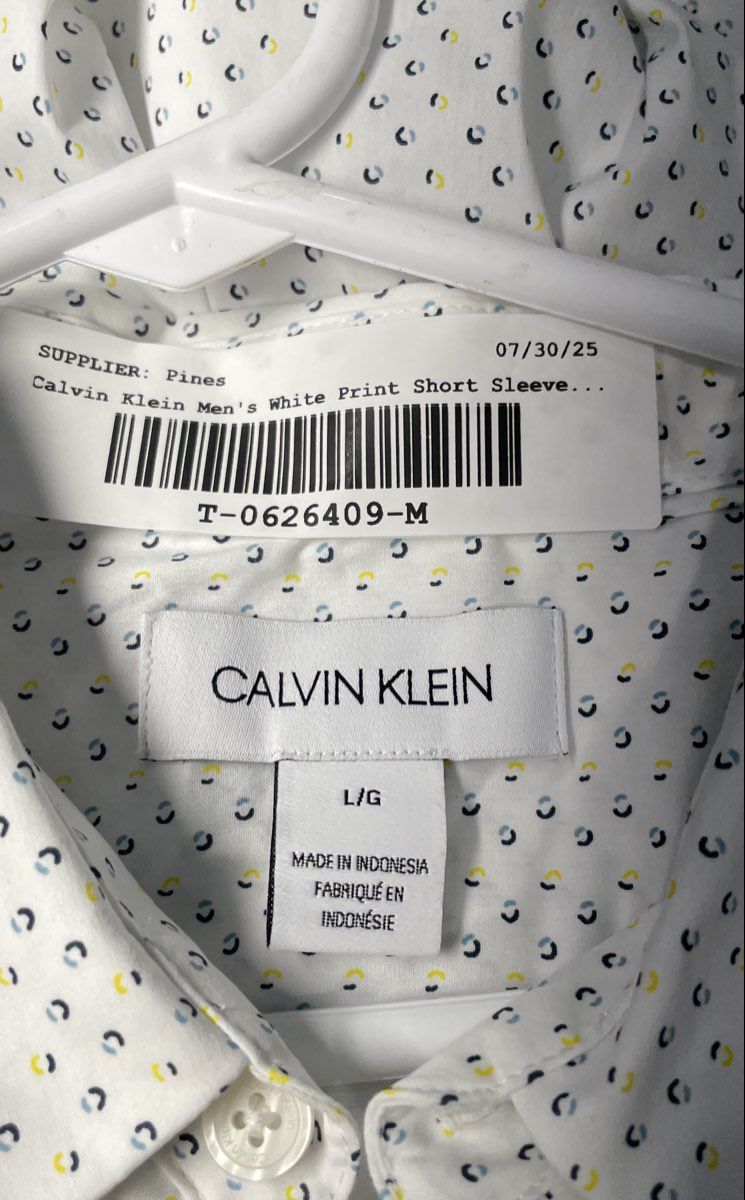 SUPPLIER: Pines
07/30/25
Calvin Klein Men's White Print Short Sleeve...
T-0626409-M
CALVIN KLEIN
L/G
MADE IN INDONESIA
FABRIQUÉ EN
INDONÉSIE